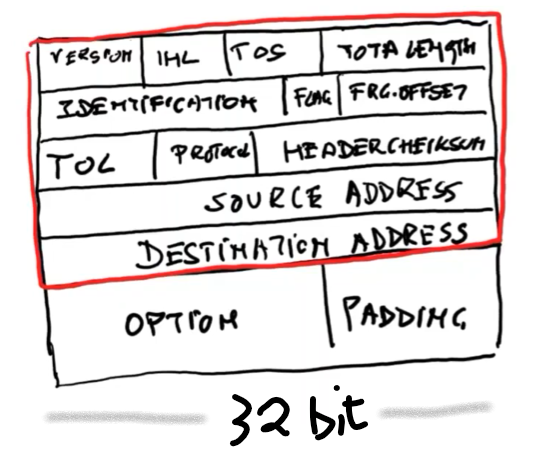 VERSION IHL TOS TOTA LENGTH
IDENTIFICATION FLAG FRG.OFFSET
TOL PROTOCOL HEADERCHECKSUM
SOURCE ADDRESS
DESTINATION ADDRESS
OPTION PADDING
32 bit